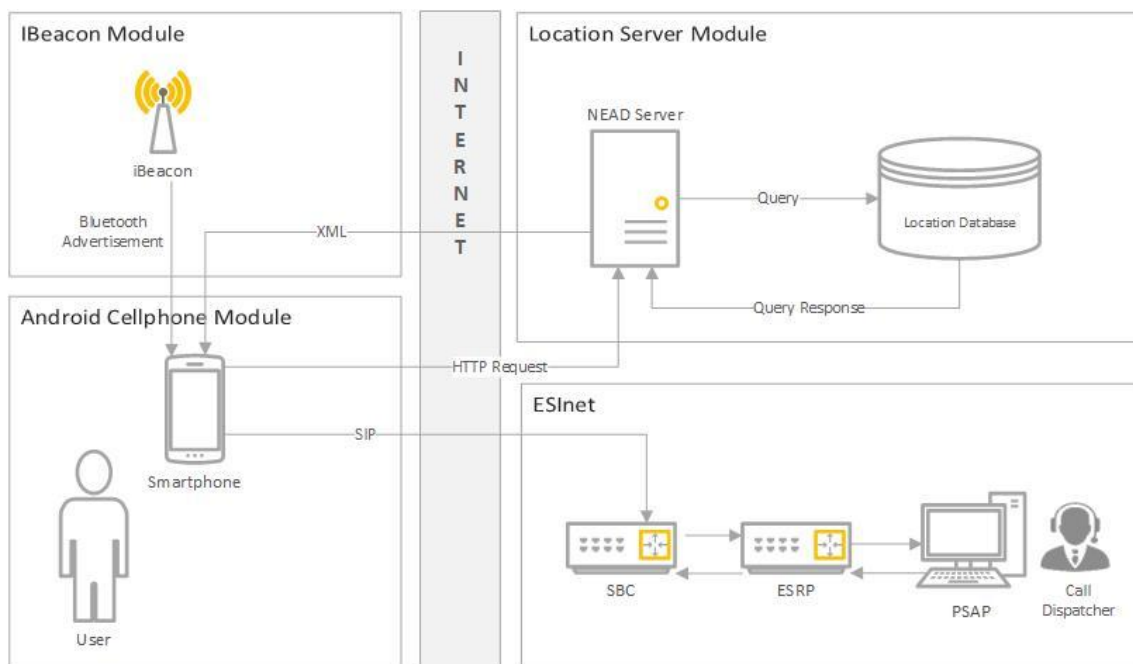 IBeacon Module
iBeacon
Bluetooth
Advertisement
Android Cellphone Module
Smartphone
User
I
N
T
E
R
N
E
T
XML
HTTP Request
SIP
Location Server Module
NEAD Server
Query
Location Database
Query Response
ESInet
SBC
ESRP
PSAP
Call
Dispatcher